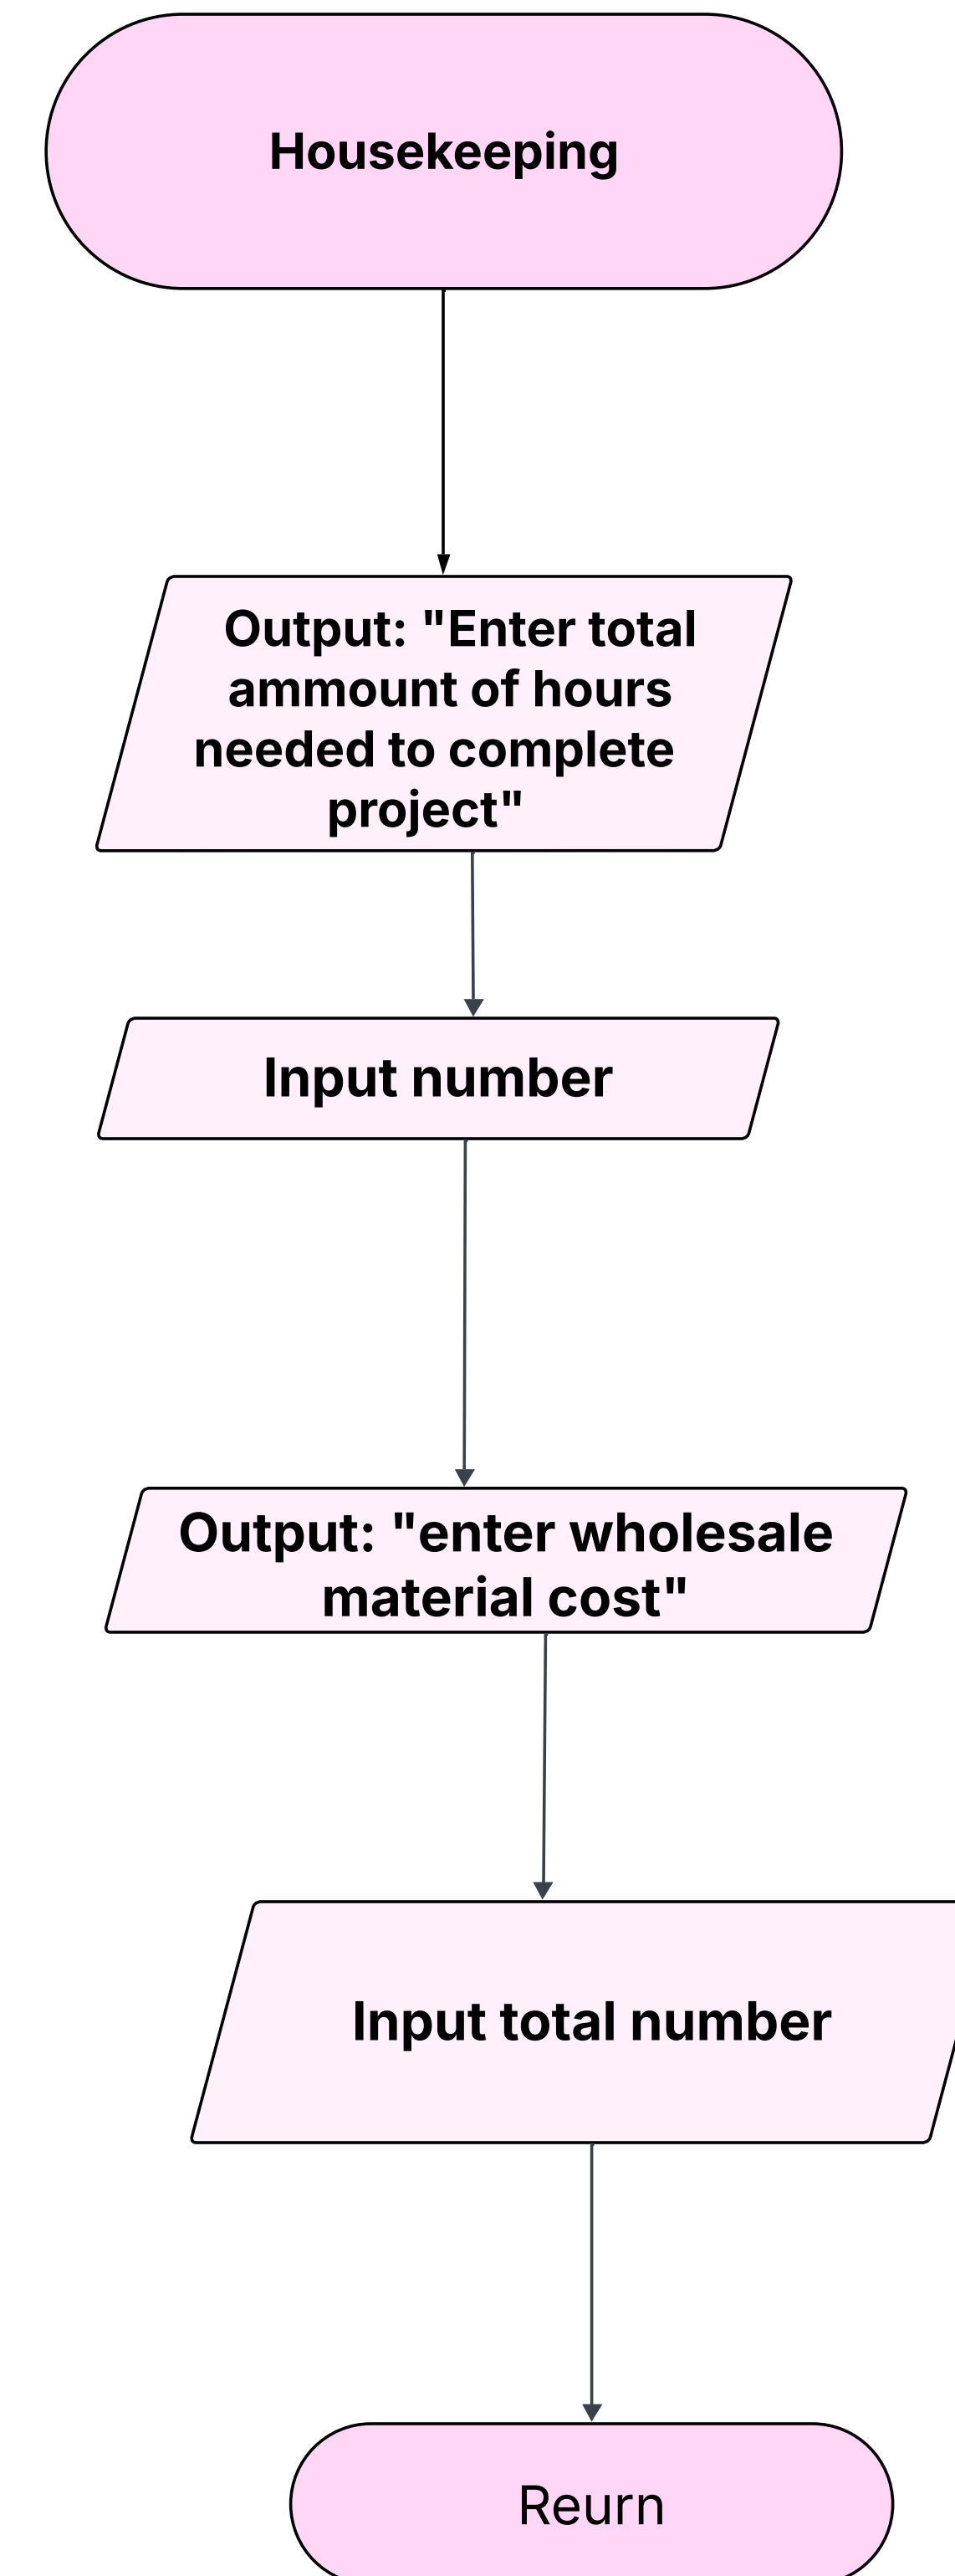 Housekeeping
Output: "Enter total
ammount of hours
needed to complete
project"
Input number
Output: "enter wholesale
material cost"
Input total number
Reurn